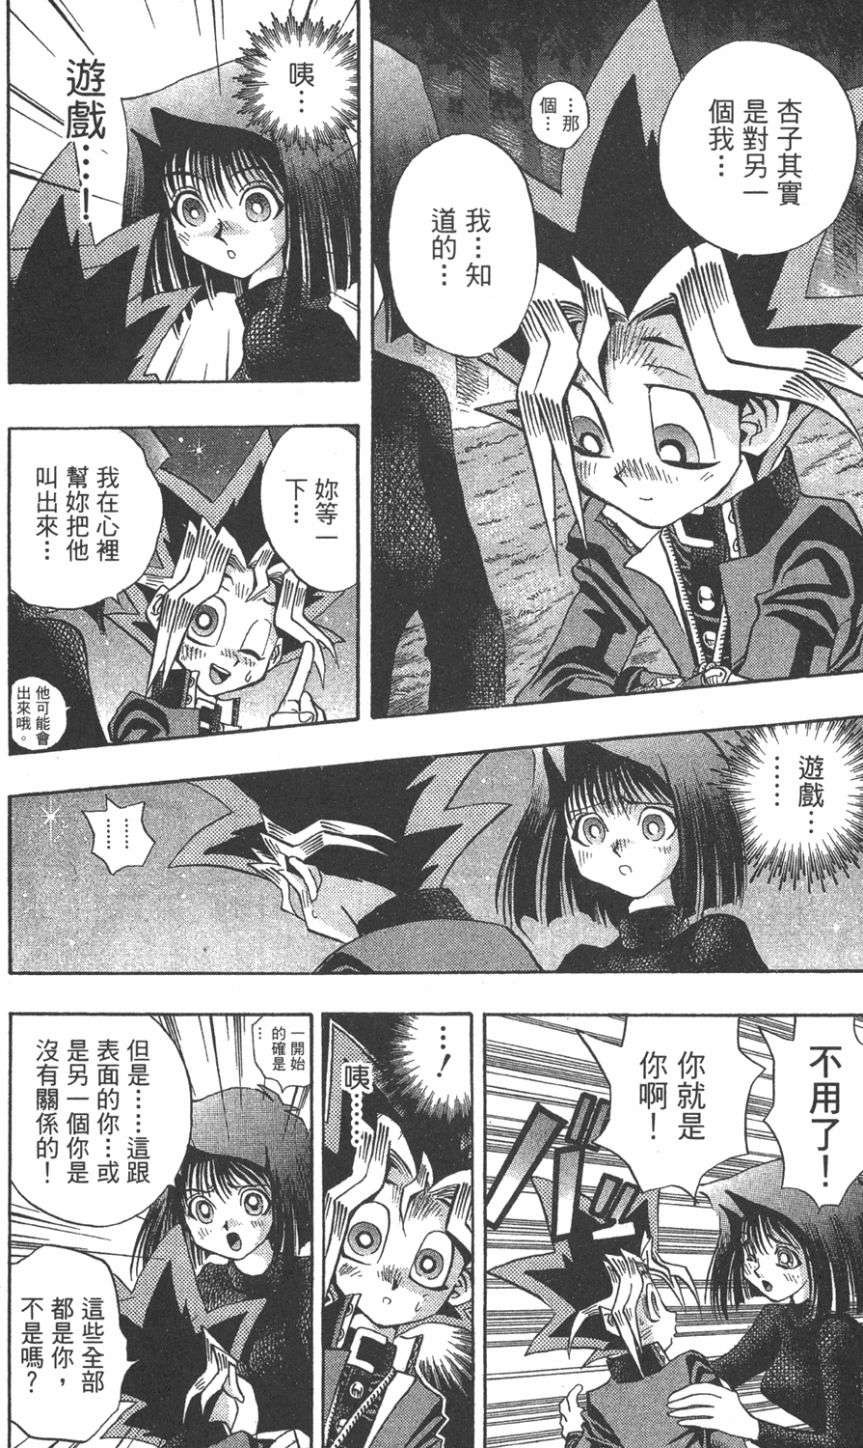 杏子其實
是對另一
個我…
…那
個…
我…知
道的…
咦…
遊戲…！
妳等一
下…
我在心裡
幫妳把他
叫出來…
他可能會
出來哦。
遊戲…
……
……
不用了！
你就是
你啊！
バッ
…！
咦……
一開始
的確是
…
但是……這跟
表面的你…或
是另一個你是
沒有關係的！
這些全部
都是你，
不是嗎？